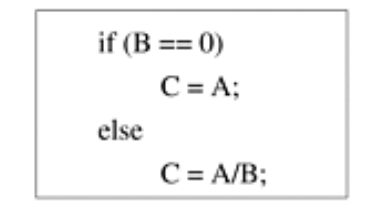 if (B == 0)
C = A;
else
C = A/B;